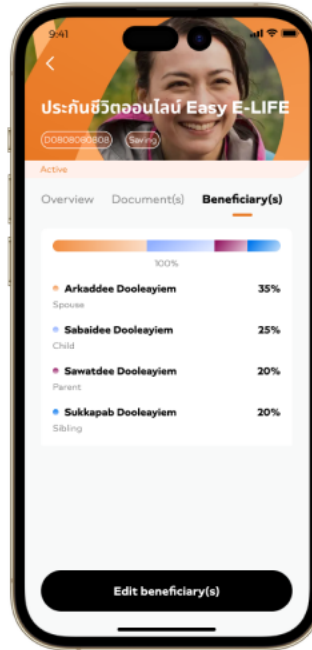 9:41
ประกันชีวิตออนไลน์ Easy E-LIFE
D0808080808 Saving
Active
Overview Document(s) Beneficiary(s)
100%
Arkaddee Dooleayiem 35%
Spouse
Sabaidee Dooleayiem 25%
Child
Sawatdee Dooleayiem 20%
Parent
Sukkapab Dooleayiem 20%
Sibling
Edit beneficiary(s)